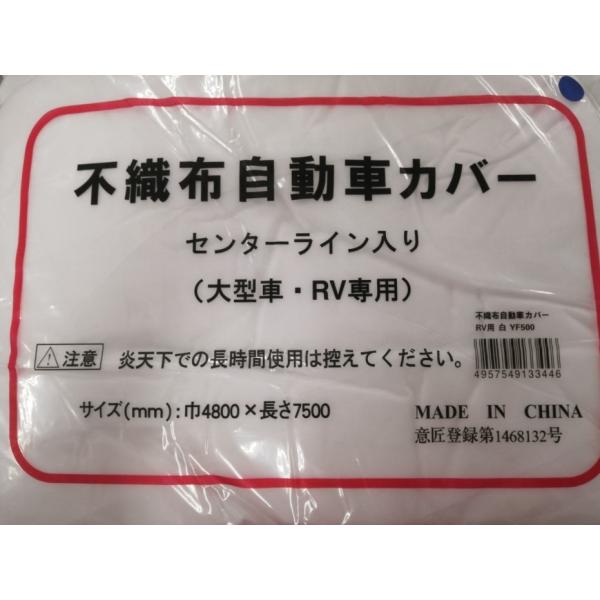 不織布自動車カバー
センターライン入り
(大型車・RV専用)
不織布自動車カバー
RV用 白 YF500
4957549133446
注意 炎天下での長時間使用は控えてください。
サイズ(mm):巾4800×長さ7500
MADE IN CHINA
意匠登録第1468132号